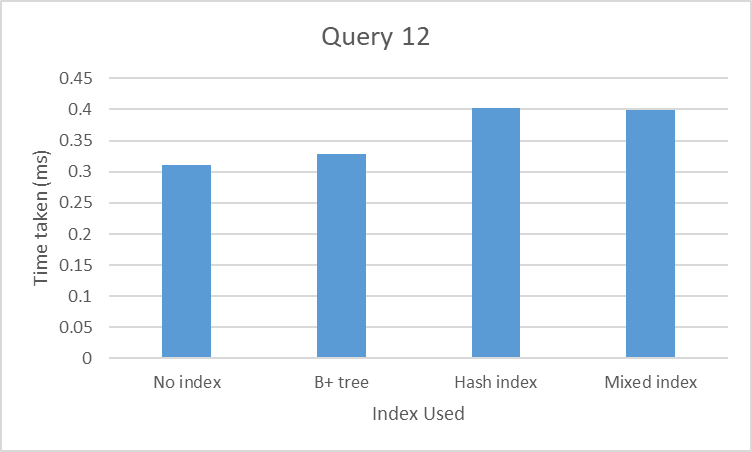 Query 12
0.45
0.4
0.35
0.3
0.25
0.2
0.15
0.1
0.05
0
Time taken (ms)
No index
B+ tree
Hash index
Mixed index
Index Used